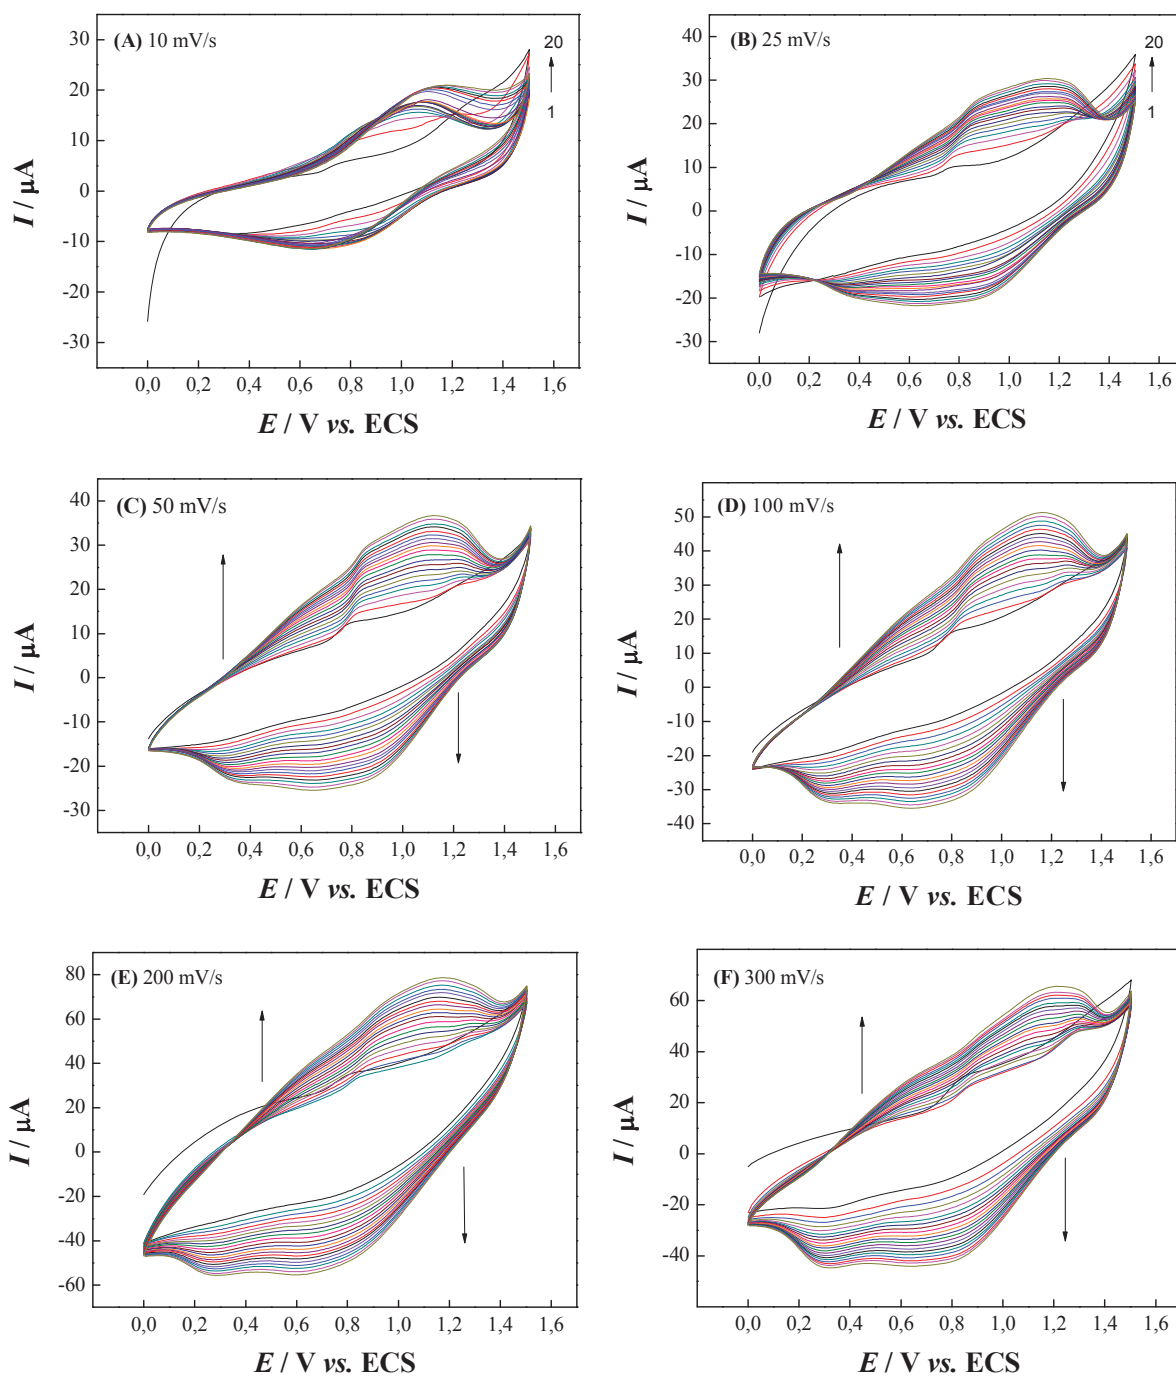 (A) 10 mV/s
30
20
10
0
-10
-20
-30
I / µA
20
1
0,0 0,2 0,4 0,6 0,8 1,0 1,2 1,4 1,6
E / V vs. ECS
(B) 25 mV/s
40
30
20
10
0
-10
-20
-30
I / µA
20
1
0,0 0,2 0,4 0,6 0,8 1,0 1,2 1,4 1,6
E / V vs. ECS
(C) 50 mV/s
40
30
20
10
0
-10
-20
-30
I / µA
0,0 0,2 0,4 0,6 0,8 1,0 1,2 1,4 1,6
E / V vs. ECS
(D) 100 mV/s
50
40
30
20
10
0
-10
-20
-30
-40
I / µA
0,0 0,2 0,4 0,6 0,8 1,0 1,2 1,4 1,6
E / V vs. ECS
(E) 200 mV/s
80
60
40
20
0
-20
-40
-60
I / µA
0,0 0,2 0,4 0,6 0,8 1,0 1,2 1,4 1,6
E / V vs. ECS
(F) 300 mV/s
60
40
20
0
-20
-40
I / µA
0,0 0,2 0,4 0,6 0,8 1,0 1,2 1,4 1,6
E / V vs. ECS